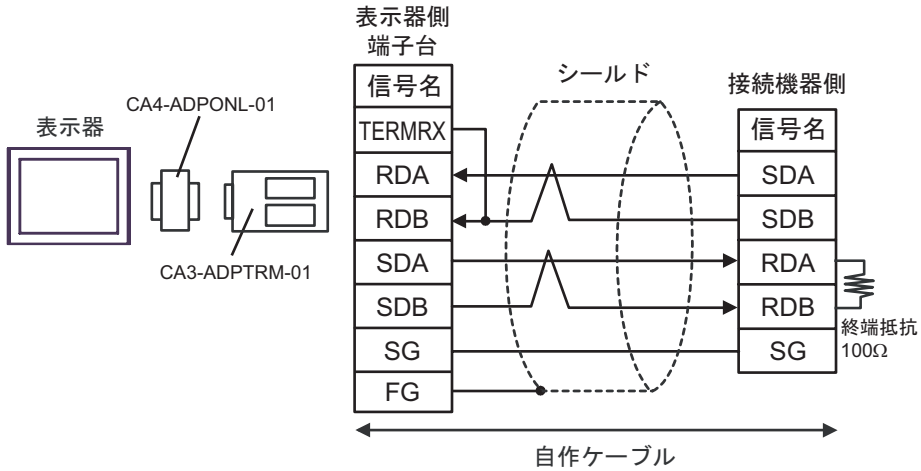 表示器側
端子台
信号名
TERMRX
RDA
RDB
SDA
SDB
SG
FG
シールド
接続機器側
信号名
SDA
SDB
RDA
RDB
SG
終端抵抗
100Ω
表示器
CA4-ADPONL-01
CA3-ADPTRM-01
自作ケーブル